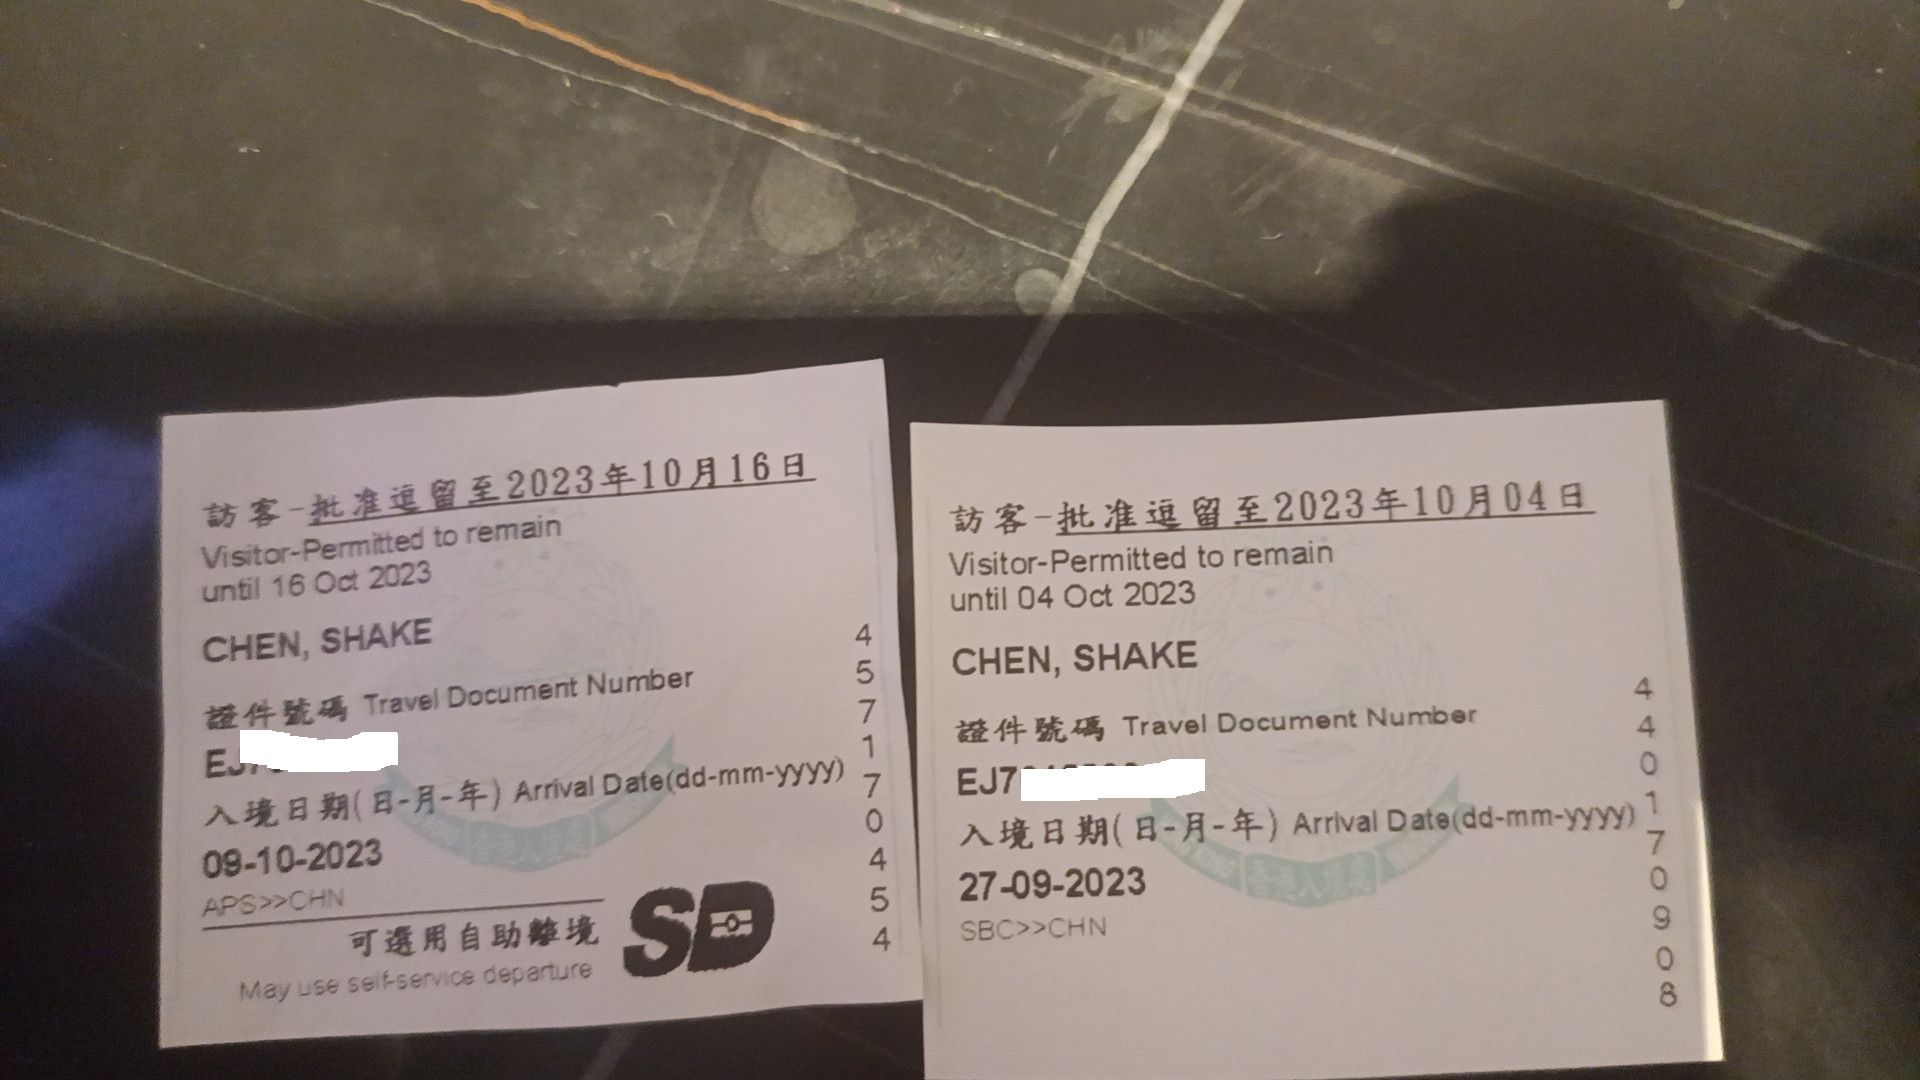 訪客-批准逗留至2023年10月16日
Visitor-Permitted to remain
until 16 Oct 2023
CHEN, SHAKE
證件號碼 Travel Document Number
EJ7
入境日期(日-月-年) Arrival Date(dd-mm-yyyy)
09-10-2023
APS>>CHN
可選用自助離境
May use self-service departure
SD
4
5
7
1
7
0
4
5
4
訪客-批准逗留至2023年10月04日
Visitor-Permitted to remain
until 04 Oct 2023
CHEN, SHAKE
證件號碼 Travel Document Number
EJ7
入境日期(日-月-年) Arrival Date(dd-mm-yyyy)
27-09-2023
SBC>>CHN
4
4
0
1
7
0
9
0
8